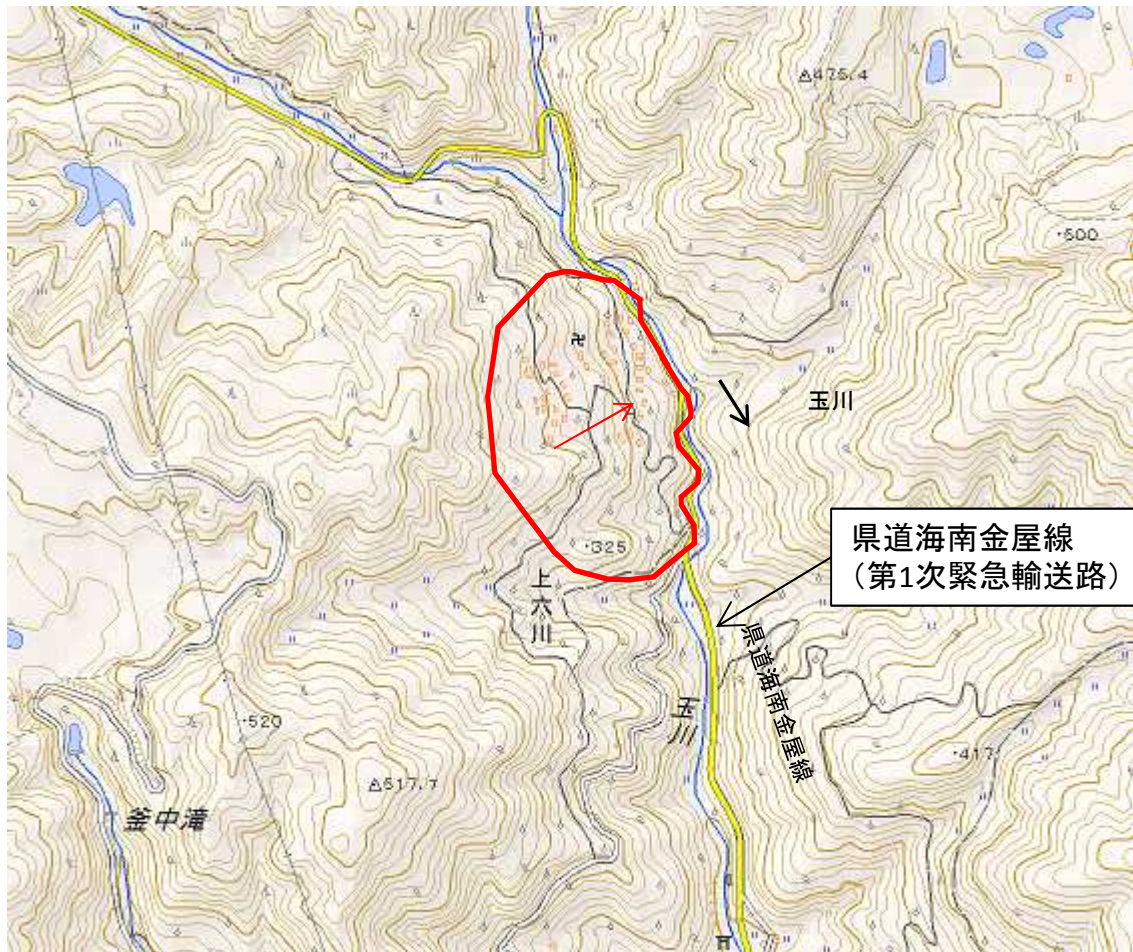 475.4
500
玉川
県道海南金屋線
（第1次緊急輸送路）
325
上六川
県道海南金屋線
玉川
520
417
517.7
釜中滝